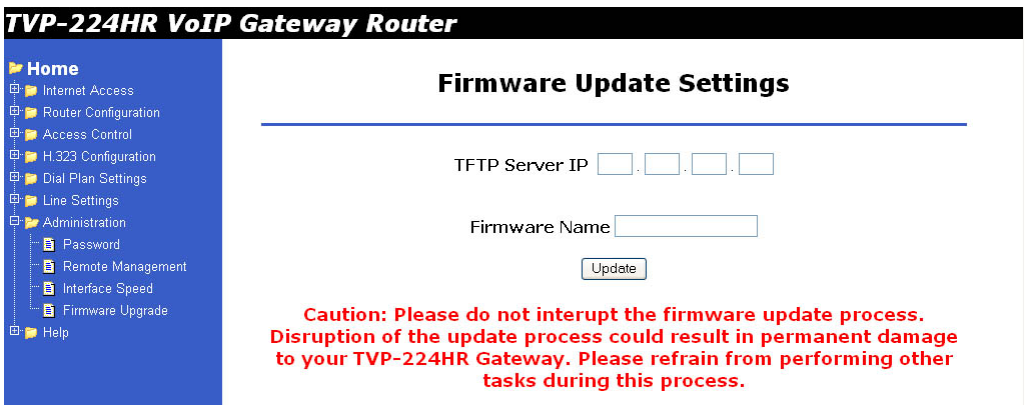 TVP-224HR VoIP Gateway Router
Home
Internet Access
Router Configuration
Access Control
H.323 Configuration
Dial Plan Settings
Line Settings
Administration
Password
Remote Management
Interface Speed
Firmware Upgrade
Help
Firmware Update Settings
TFTP Server IP . . .
Firmware Name
Update
Caution: Please do not interupt the firmware update process.
Disruption of the update process could result in permanent damage
to your TVP-224HR Gateway. Please refrain from performing other
tasks during this process.